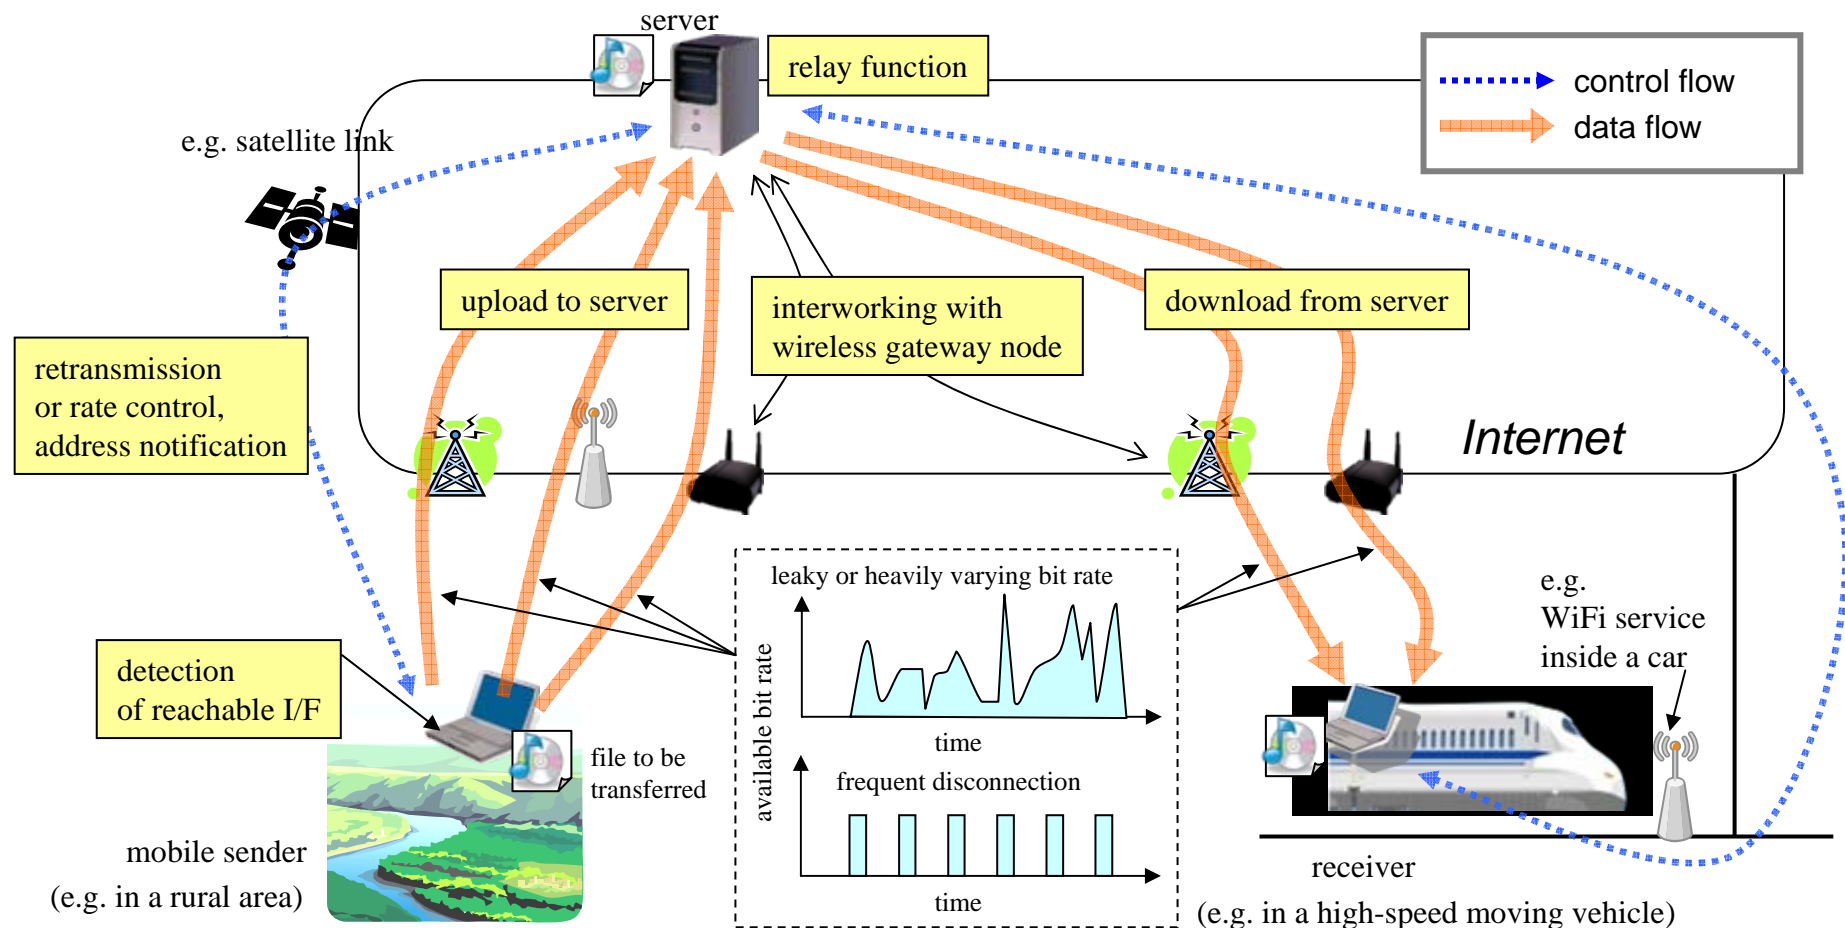 server
relay function
control flow
data flow
e.g. satellite link
upload to server
interworking with
wireless gateway node
download from server
retransmission
or rate control,
address notification
Internet
leaky or heavily varying bit rate
available bit rate
time
frequent disconnection
time
e.g.
WiFi service
inside a car
detection
of reachable I/F
file to be
transferred
mobile sender
(e.g. in a rural area)
receiver
(e.g. in a high-speed moving vehicle)